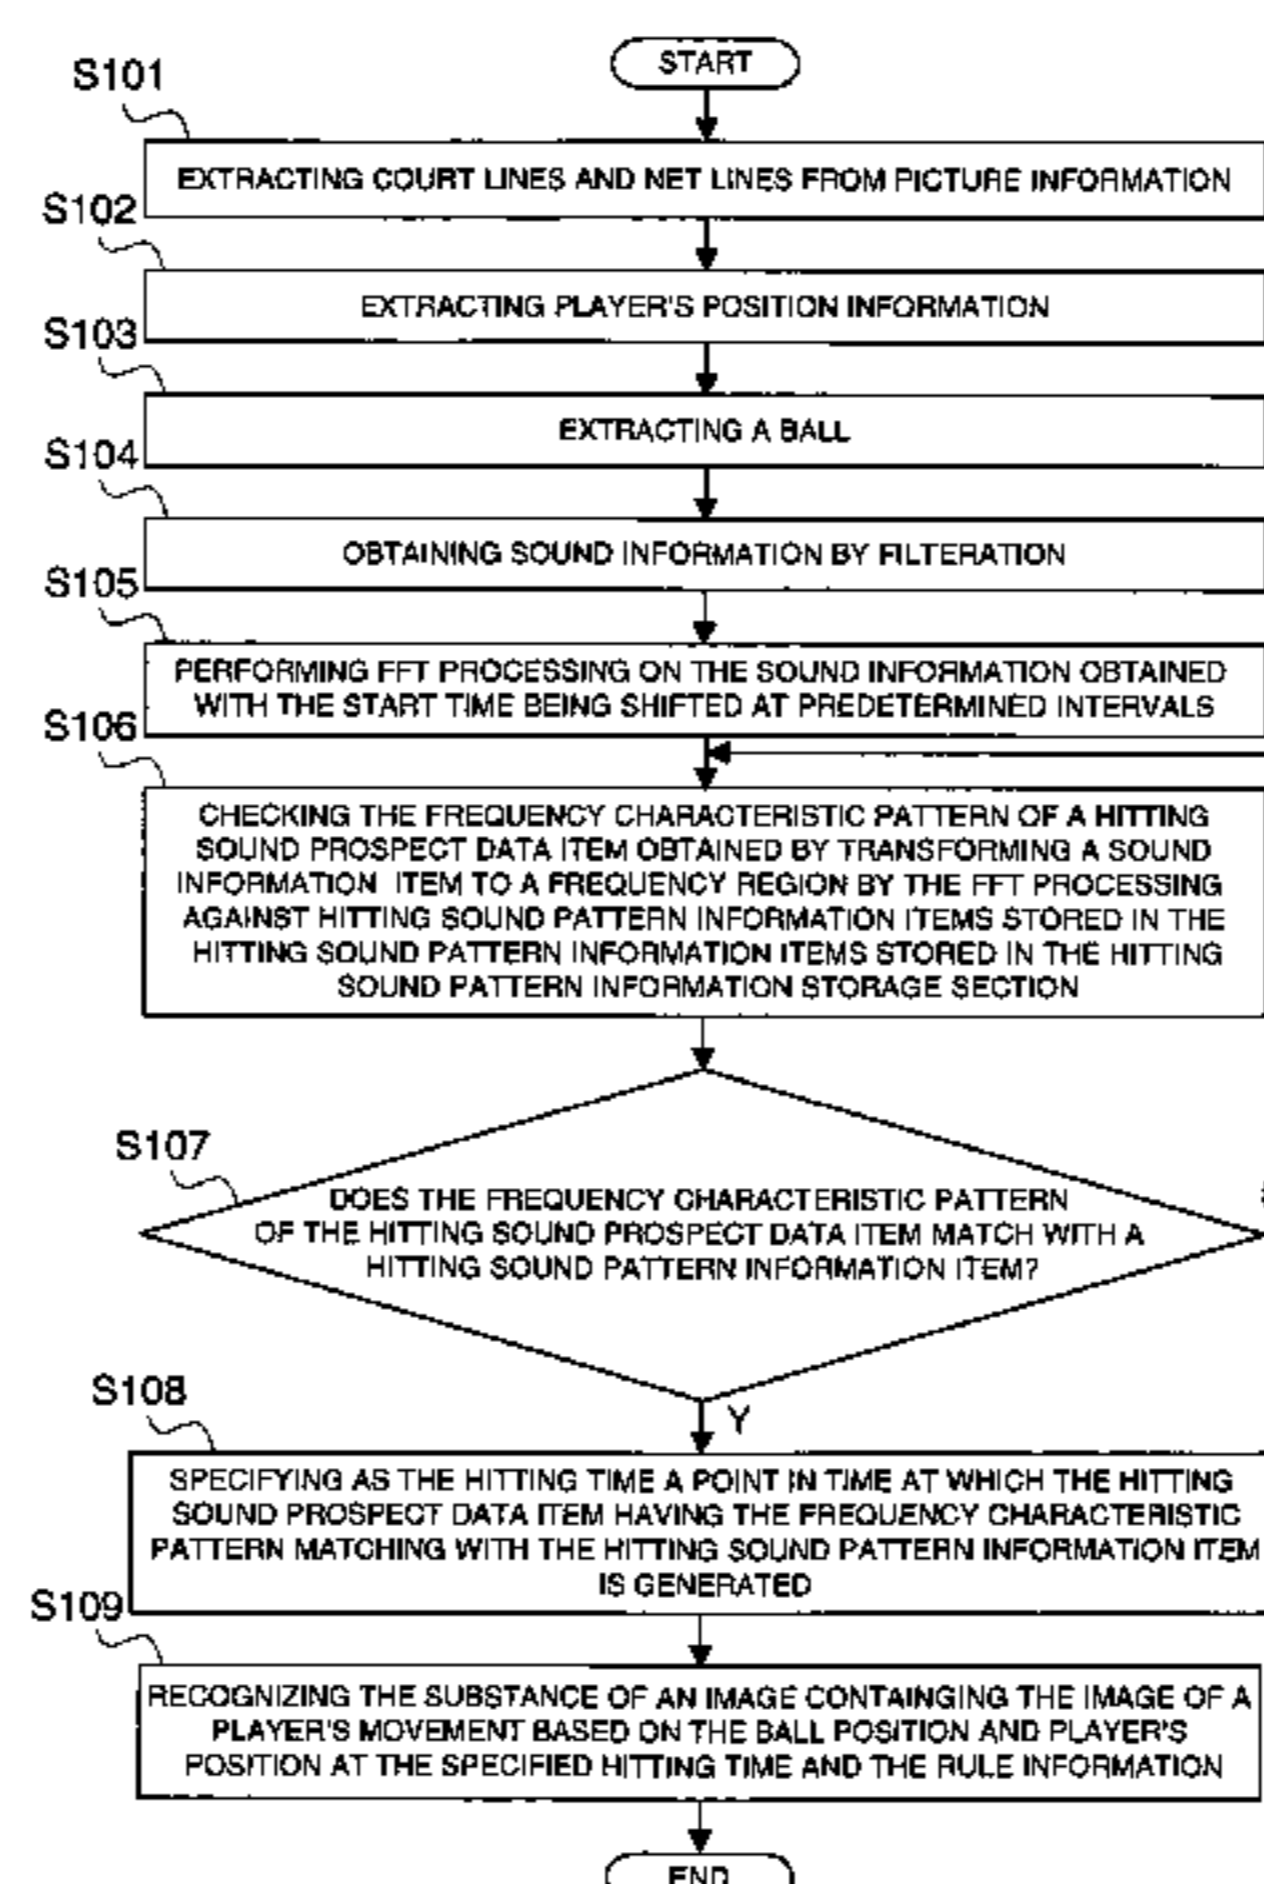 START
S101
EXTRACTING COURT LINES AND NET LINES FROM PICTURE INFORMATION
S102
EXTRACTING PLAYER'S POSITION INFORMATION
S103
EXTRACTING A BALL
S104
OBTAINING SOUND INFORMATION BY FILTERATION
S105
PERFORMING FFT PROCESSING ON THE SOUND INFORMATION OBTAINED
WITH THE START TIME BEING SHIFTED AT PREDETERMINED INTERVALS
S106
CHECKING THE FREQUENCY CHARACTERISTIC PATTERN OF A HITTING
SOUND PROSPECT DATA ITEM OBTAINED BY TRANSFORMING A SOUND
INFORMATION ITEM TO A FREQUENCY REGION BY THE FFT PROCESSING
AGAINST HITTING SOUND PATTERN INFORMATION ITEMS STORED IN THE
HITTING SOUND PATTERN INFORMATION ITEMS STORED IN THE HITTING
SOUND PATTERN INFORMATION STORAGE SECTION
S107
DOES THE FREQUENCY CHARACTERISTIC PATTERN
OF THE HITTING SOUND PROSPECT DATA ITEM MATCH WITH A
HITTING SOUND PATTERN INFORMATION ITEM?
Y
S108
SPECIFYING AS THE HITTING TIME A POINT IN TIME AT WHICH THE HITTING
SOUND PROSPECT DATA ITEM HAVING THE FREQUENCY CHARACTERISTIC
PATTERN MATCHING WITH THE HITTING SOUND PATTERN INFORMATION ITEM
IS GENERATED
S109
RECOGNIZING THE SUBSTANCE OF AN IMAGE CONTAINGING THE IMAGE OF A
PLAYER'S MOVEMENT BASED ON THE BALL POSITION AND PLAYER'S
POSITION AT THE SPECIFIED HITTING TIME AND THE RULE INFORMATION
END